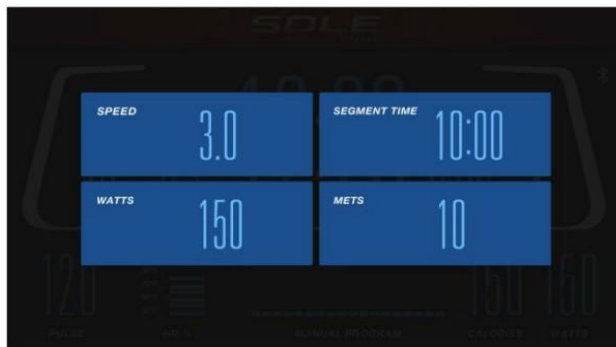 SOLE
SPEED
3.0
SEGMENT TIME
10:00
WATTS
150
METS
10
120
150
150
PULSE
MANUAL PROGRAM
CALORIES
WATTS